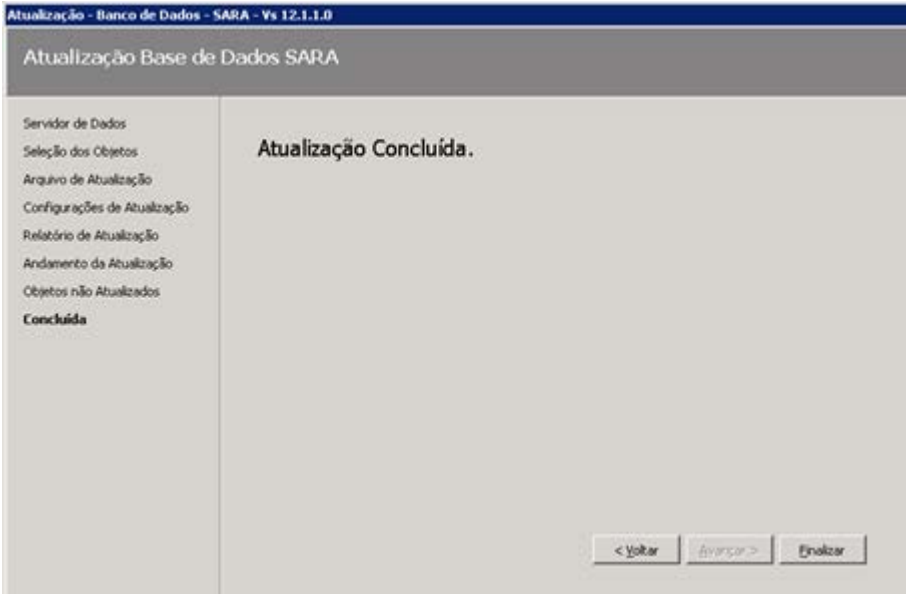 Atualização - Banco de Dados - SARA - Vs 12.1.1.0
Atualização Base de Dados SARA
Servidor de Dados
Seleção dos Objetos
Arquivo de Atualização
Configurações de Atualização
Relatório de Atualização
Andamento da Atualização
Objetos não Atualizados
Concluída
Atualização Concluída.
< Voltar
Avançar >
Finalizar